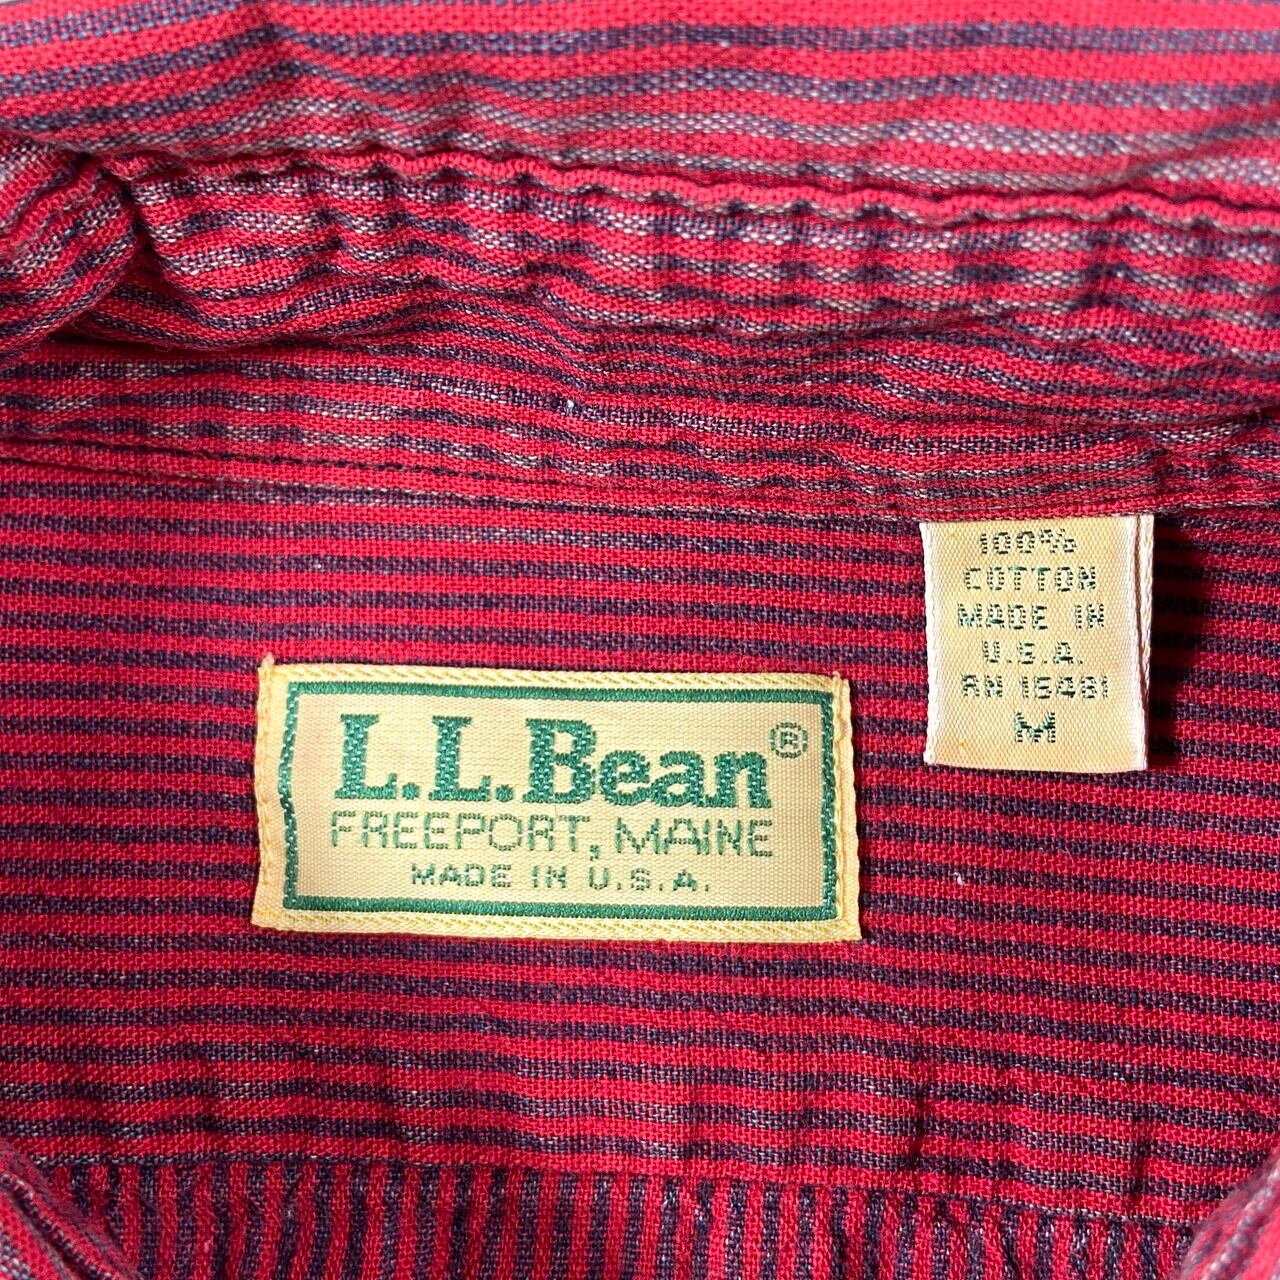 L.L.Bean®
FREEPORT, MAINE
MADE IN U.S.A.
100%
COTTON
MADE IN
U.S.A.
RN 15481
M